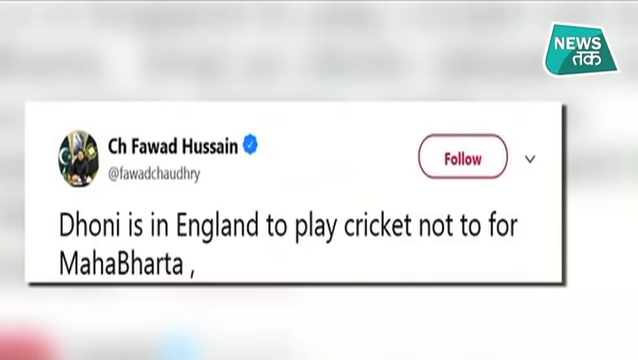 NEWS
तक
Ch Fawad Hussain
@fawadchaudhry
Follow
Dhoni is in England to play cricket not to for
MahaBharta ,